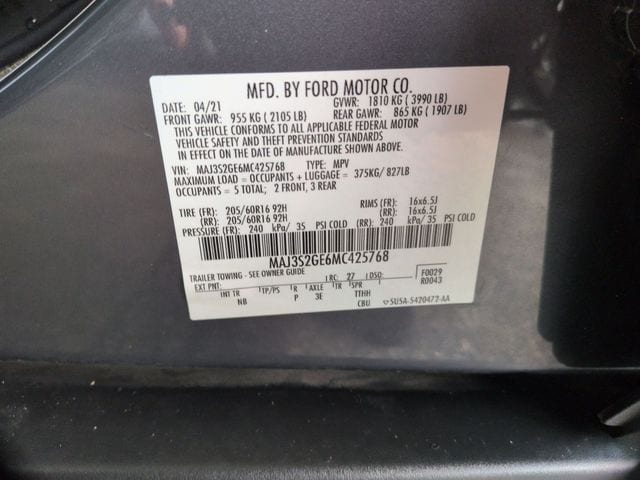 MFD. BY FORD MOTOR CO.
DATE: 04/21 GVWR: 1810 KG ( 3990 LB)
FRONT GAWR: 955 KG ( 2105 LB) REAR GAWR: 865 KG ( 1907 LB)
THIS VEHICLE CONFORMS TO ALL APPLICABLE FEDERAL MOTOR
VEHICLE SAFETY AND THEFT PREVENTION STANDARDS
IN EFFECT ON THE DATE OF MANUFACTURE SHOWN ABOVE.
VIN: MAJ3S2GE6MC425768 TYPE: MPV
MAXIMUM LOAD = OCCUPANTS + LUGGAGE = 375KG/ 827LB
OCCUPANTS = 5 TOTAL; 2 FRONT, 3 REAR
TIRE (FR): 205/60R16 92H RIMS (FR): 16x6.5J
(RR): 205/60R16 92H (RR): 16x6.5J
PRESSURE (FR): 240 kPa/ 35 PSI COLD (RR): 240 kPa/ 35 PSI COLD
MAJ3S2GE6MC425768
TRAILER TOWING - SEE OWNER GUIDE RC: 27 DSO: F0029
EXT PNT: R0043
INT TR TP/PS R AXLE TR SPR
NB P 3E TTHH
CBU 5U5A-5420472-AA